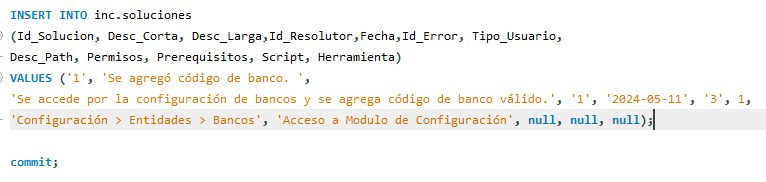 INSERT INTO inc.soluciones
(Id_Solucion, Desc_Corta, Desc_Larga,Id_Resolutor,Fecha,Id_Error, Tipo_Usuario,
Desc_Path, Permisos, Prerequisitos, Script, Herramienta)
VALUES ('1', 'Se agregó código de banco. ',
'Se accede por la configuración de bancos y se agrega código de banco válido.', '1', '2024-05-11', '3', 1,
'Configuración > Entidades > Bancos', 'Acceso a Modulo de Configuración', null, null, null);
commit;